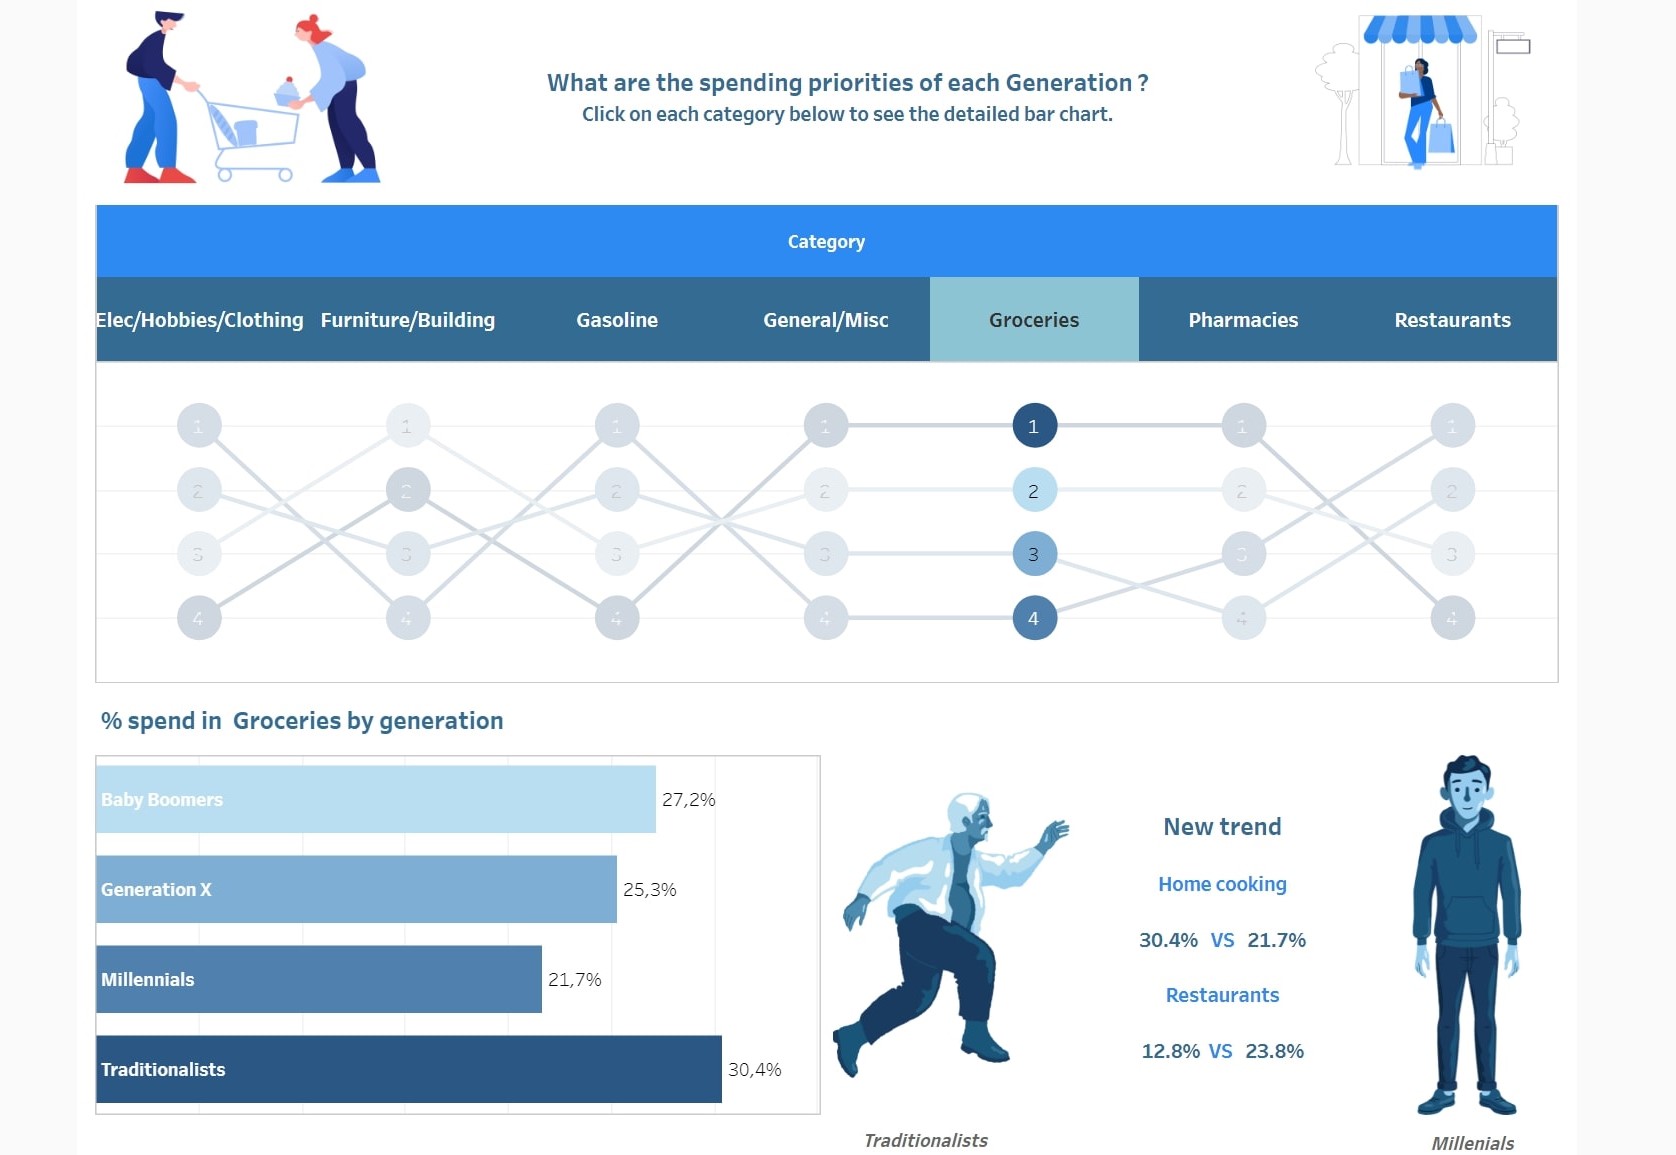 What are the spending priorities of each Generation ?
Click on each category below to see the detailed bar chart.
Category
Elec/Hobbies/Clothing Furniture/Building Gasoline General/Misc Groceries Pharmacies Restaurants
1 1 1 1 1 1 1
2 2 2 2 2 2 2
3 3 3 3 3 3 3
4 4 4 4 4 4 4
% spend in Groceries by generation
Baby Boomers 27,2%
Generation X 25,3%
Millennials 21,7%
Traditionalists 30,4%
New trend
Home cooking
30.4% VS 21.7%
Restaurants
12.8% VS 23.8%
Traditionalists
Millenials